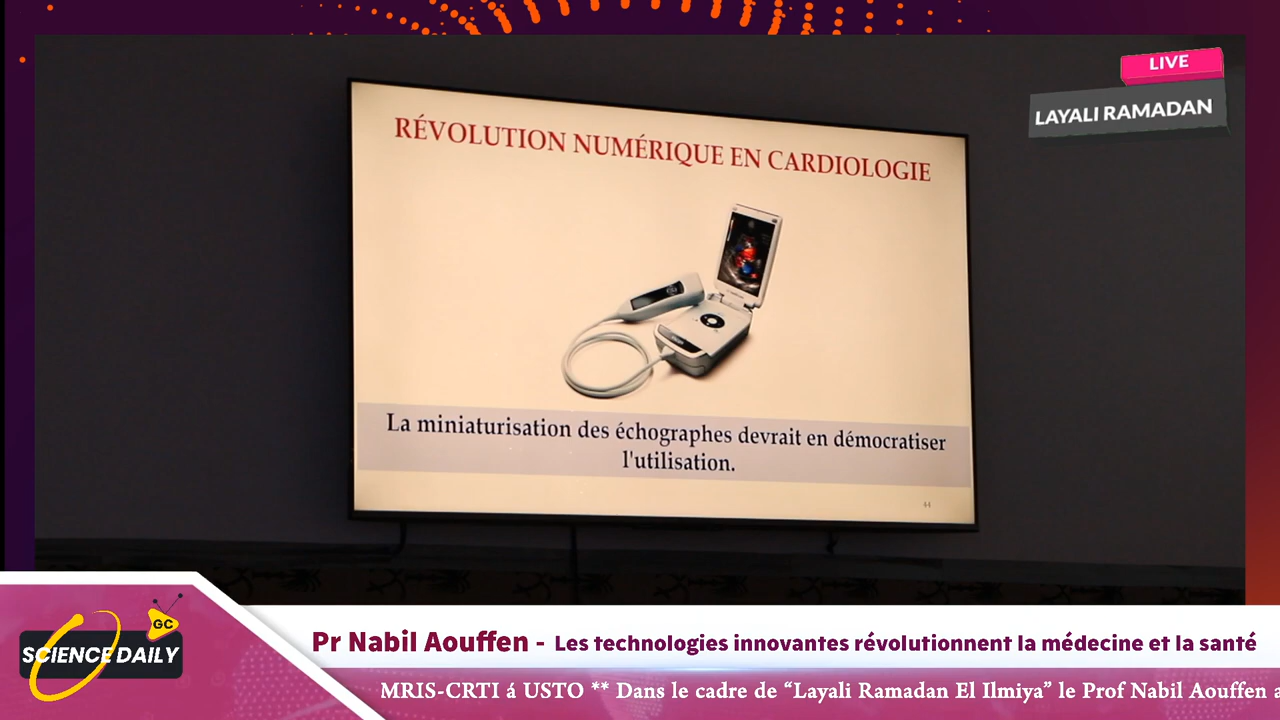 LIVE
LAYALI RAMADAN
RÉVOLUTION NUMÉRIQUE EN CARDIOLOGIE
La miniaturisation des échographes devrait en démocratiser
l'utilisation.
44
GC
SCIENCE DAILY
Pr Nabil Aouffen - Les technologies innovantes révolutionnent la médecine et la santé
MRIS-CRTI á USTO ** Dans le cadre de “Layali Ramadan El Ilmiya” le Prof Nabil Aouffen a